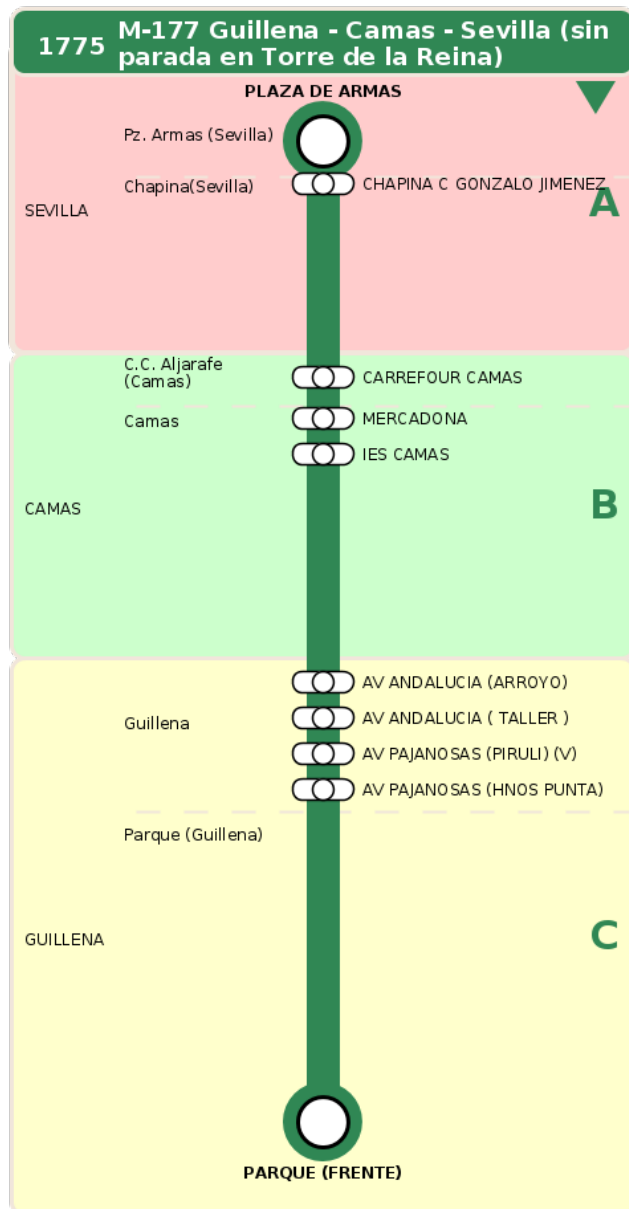 1775
M-177 Guillena - Camas - Sevilla (sin
parada en Torre de la Reina)
PLAZA DE ARMAS
Pz. Armas (Sevilla)
Chapina(Sevilla)
CHAPINA C GONZALO JIMENEZ
A
SEVILLA
C.C. Aljarafe
(Camas)
CARREFOUR CAMAS
Camas
MERCADONA
IES CAMAS
CAMAS
B
AV ANDALUCIA (ARROYO)
Guillena
AV ANDALUCIA ( TALLER )
AV PAJANOSAS (PIRULI) (V)
AV PAJANOSAS (HNOS PUNTA)
Parque (Guillena)
GUILLENA
C
PARQUE (FRENTE)